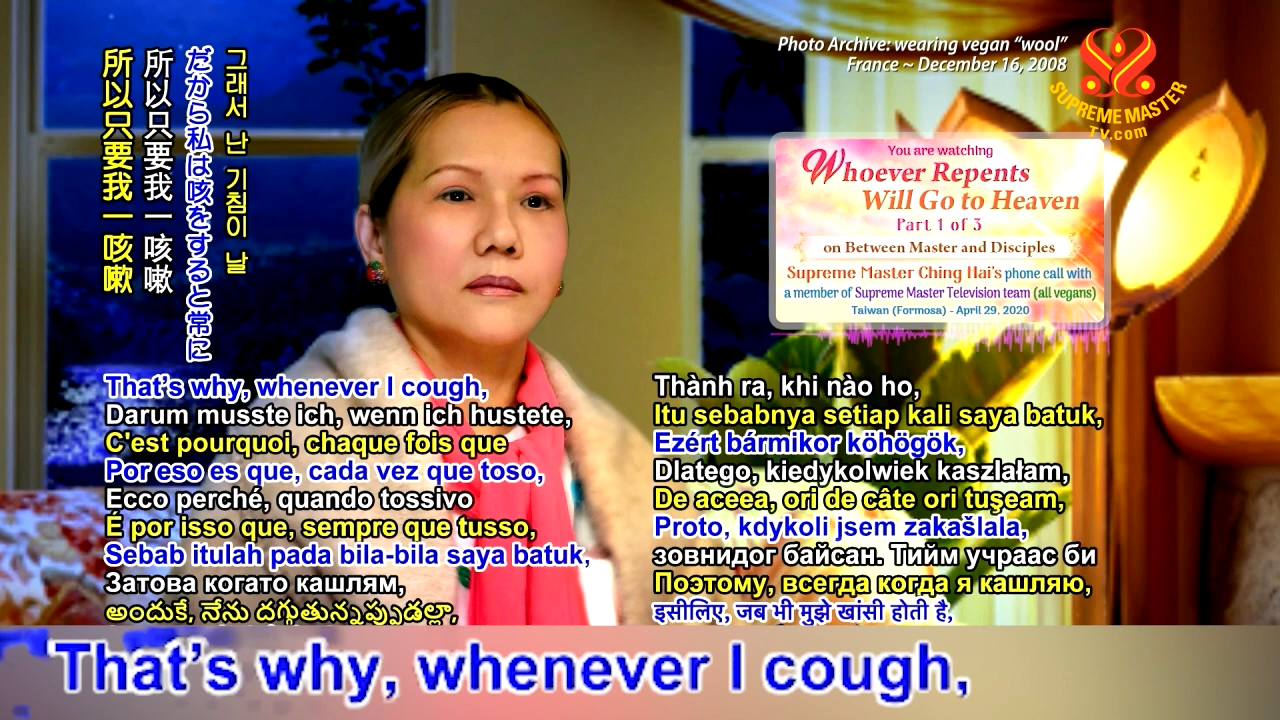 Photo Archive: wearing vegan “wool”
France ~ December 16, 2008
SUPREME MASTER
TV.com
You are watching
Whoever Repents
Will Go to Heaven
Part 1 of 3
on Between Master and Disciples
Supreme Master Ching Hai's phone call with
a member of Supreme Master Television team (all vegans)
Taiwan (Formosa) - April 29, 2020
그래서 난 기침이 날
だから私は咳をすると常に
所以只要我一咳嗽
所以只要我一咳嗽
That's why, whenever I cough,
Darum musste ich, wenn ich hustete,
C'est pourquoi, chaque fois que
Por eso es que, cada vez que toso,
Ecco perché, quando tossivo
É por isso que, sempre que tusso,
Sebab itulah pada bila-bila saya batuk,
Затова когато кашлям,
అందుకే, నేను దగ్గుతున్నప్పుడల్లా,
Thành ra, khi nào ho,
Itu sebabnya setiap kali saya batuk,
Ezért bármikor köhögök,
Dlatego, kiedykolwiek kaszlałam,
De aceea, ori de câte ori tuşeam,
Proto, kdykoli jsem zakašlala,
зовнидог байсан. Тийм учраас би
Поэтому, всегда когда я кашляю,
इसीलिए, जब भी मुझे खांसी होती है,
That’s why, whenever I cough,